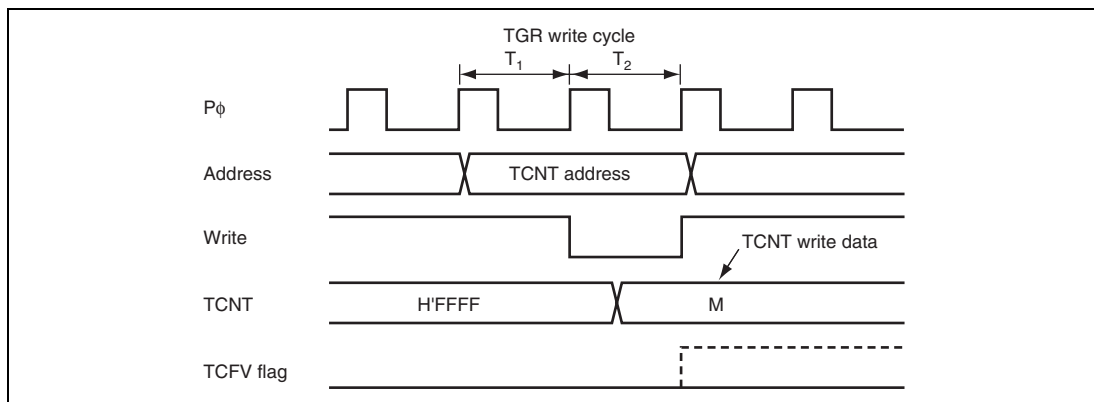 TGR write cycle
T1 T2
Pφ
Address TCNT address
Write
TCNT write data
TCNT H'FFFF M
TCFV flag